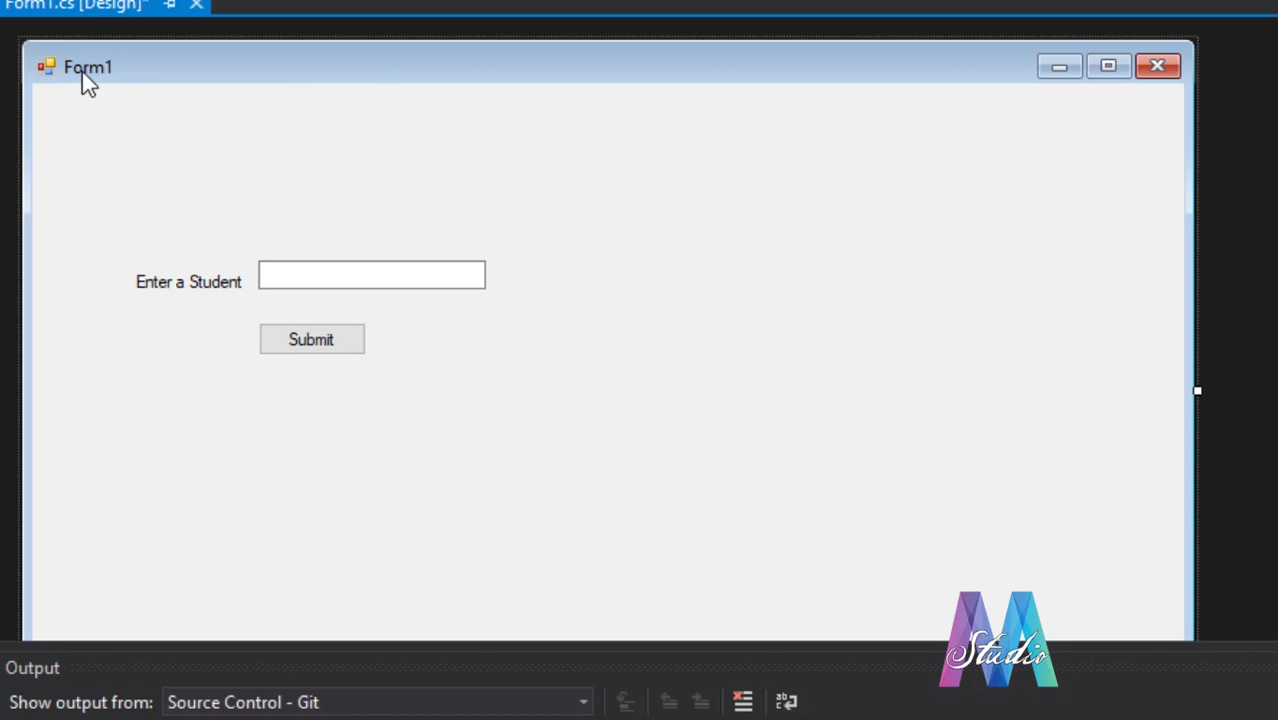 Form1.cs [Design]*
Form1
Enter a Student
Submit
Studio
Output
Show output from: Source Control - Git